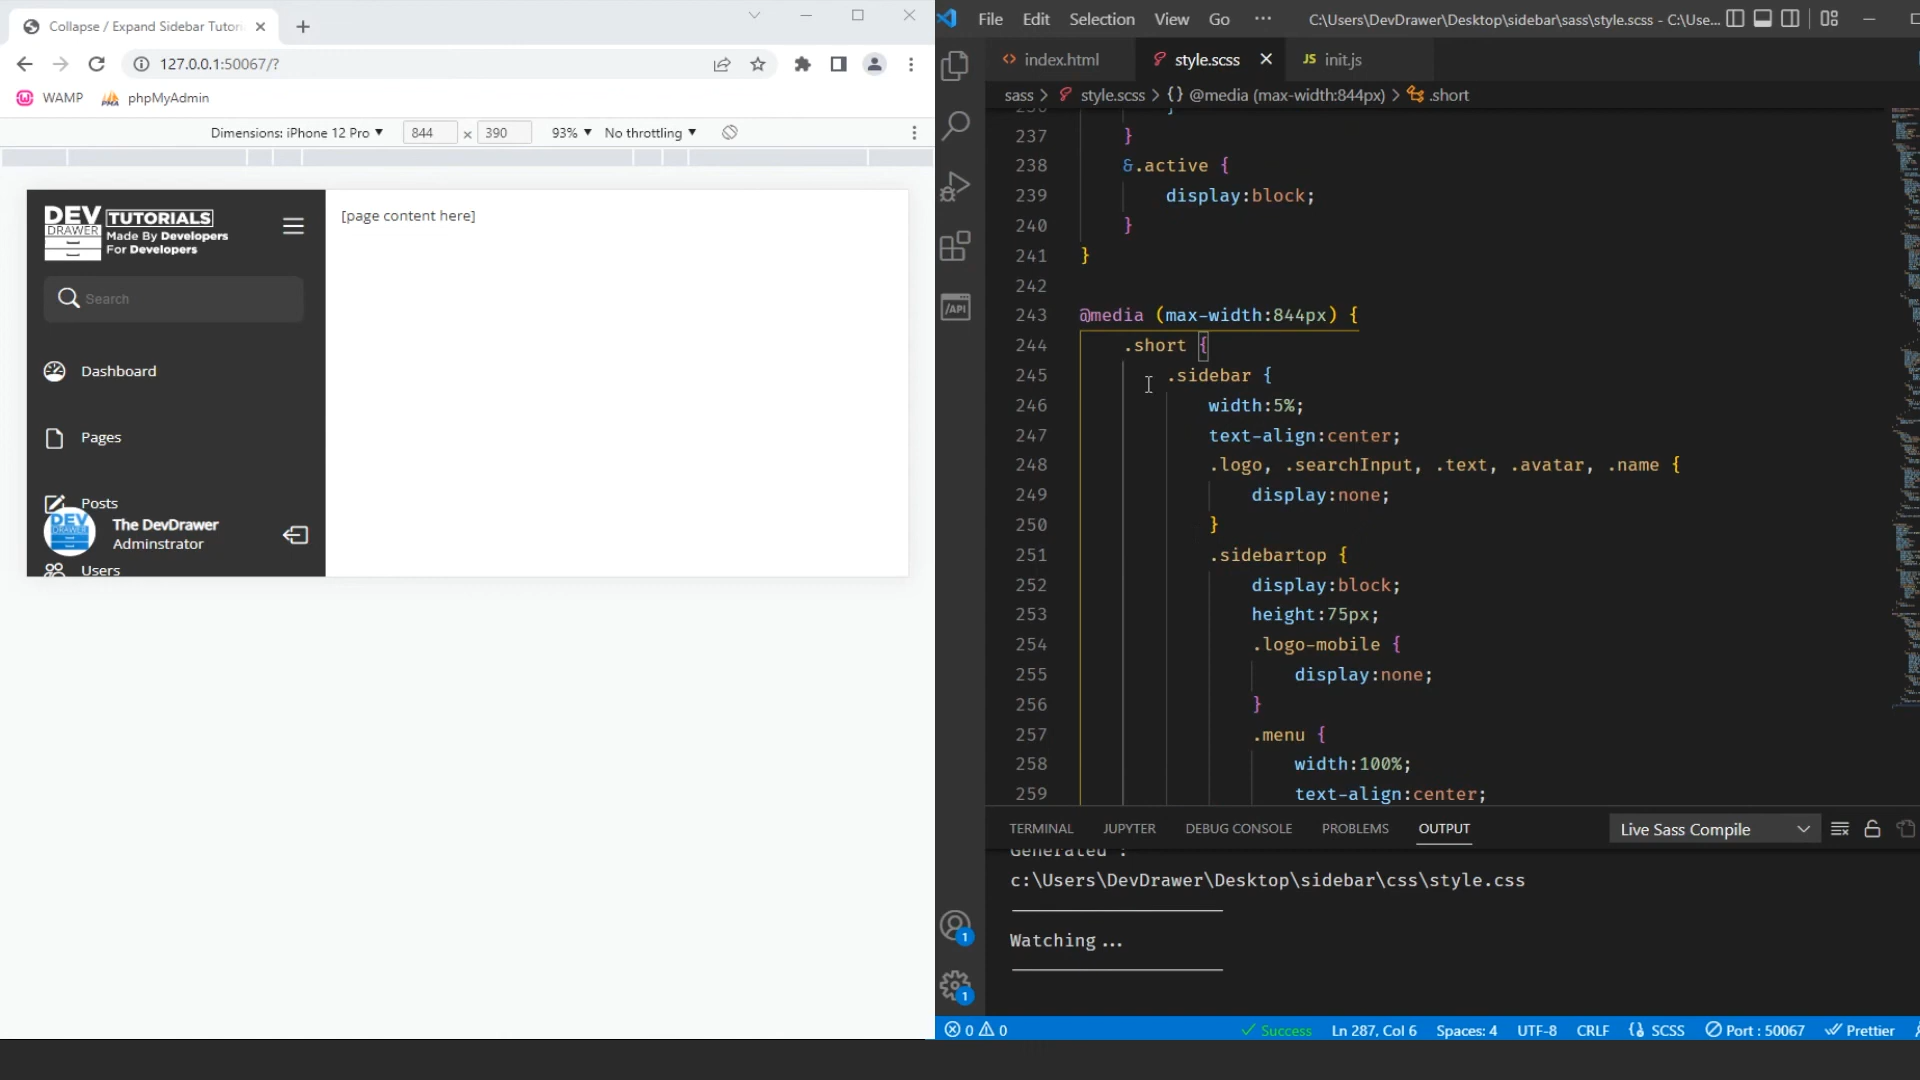 Collapse / Expand Sidebar Tutori
127.0.0.1:50067/?
WAMP phpMyAdmin
Dimensions: iPhone 12 Pro ▼ 844 x 390 93% ▼ No throttling ▼
DEV DRAWER TUTORIALS
Made By Developers
For Developers
Search
[page content here]
Dashboard
Pages
Posts
DEV DRAWER
The DevDrawer
Adminstrator
Users
File Edit Selection View Go ··· C:\Users\DevDrawer\Desktop\sidebar\sass\style.scss - C:\Use...
<> index.html style.scss JS init.js
sass > style.scss > {} @media (max-width:844px) > .short
236 }
237 }
238 &.active {
239 display:block;
240 }
241 }
242
243 @media (max-width:844px) {
244 .short {
245 .sidebar {
246 width:5%;
247 text-align:center;
248 .logo, .searchInput, .text, .avatar, .name {
249 display:none;
250 }
251 .sidebartop {
252 display:block;
253 height:75px;
254 .logo-mobile {
255 display:none;
256 }
257 .menu {
258 width:100%;
259 text-align:center;
/API
TERMINAL JUPYTER DEBUG CONSOLE PROBLEMS OUTPUT Live Sass Compile
Generated :
c:\Users\DevDrawer\Desktop\sidebar\css\style.css
Watching...
1
1
0 0 Success Ln 287, Col 6 Spaces: 4 UTF-8 CRLF SCSS Port : 50067 Prettier